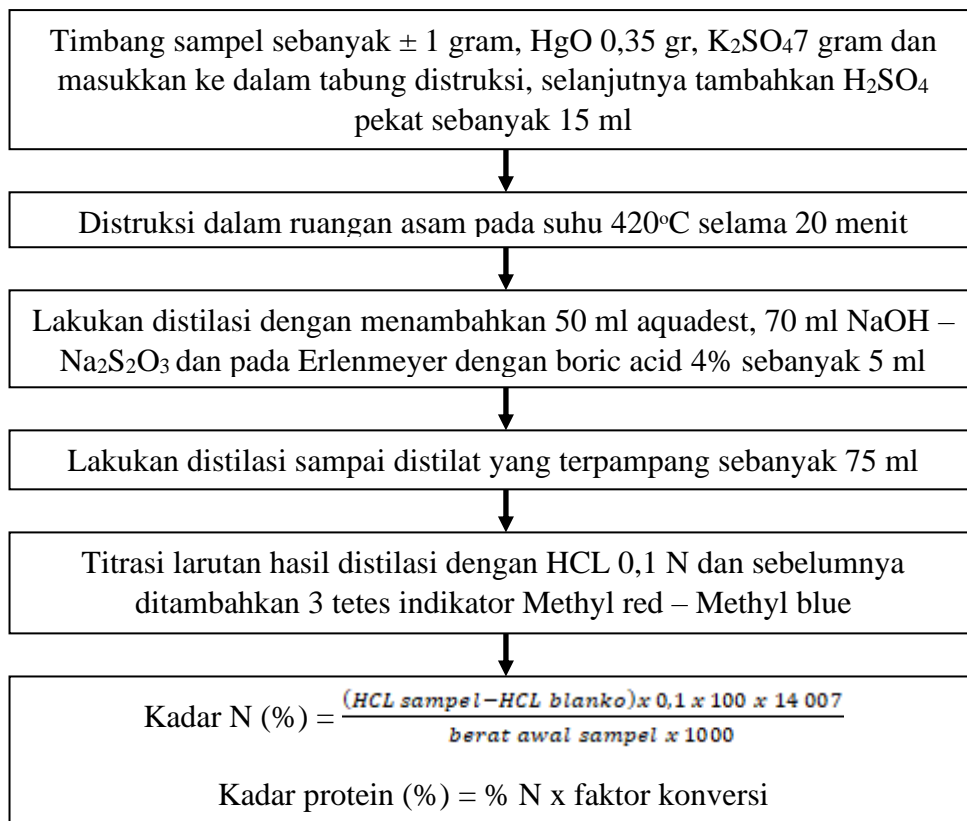 Timbang sampel sebanyak ± 1 gram, HgO 0,35 gr, K₂SO₄7 gram dan
masukkan ke dalam tabung distruksi, selanjutnya tambahkan H₂SO₄
pekat sebanyak 15 ml
Distruksi dalam ruangan asam pada suhu 420ᵒC selama 20 menit
Lakukan distilasi dengan menambahkan 50 ml aquadest, 70 ml NaOH –
Na₂S₂O₃ dan pada Erlenmeyer dengan boric acid 4% sebanyak 5 ml
Lakukan distilasi sampai distilat yang terpampang sebanyak 75 ml
Titrasi larutan hasil distilasi dengan HCL 0,1 N dan sebelumnya
ditambahkan 3 tetes indikator Methyl red – Methyl blue
Kadar N (%) = (HCL sampel−HCL blanko)x 0,1 x 100 x 14 007
berat awal sampel x 1000
Kadar protein (%) = % N x faktor konversi